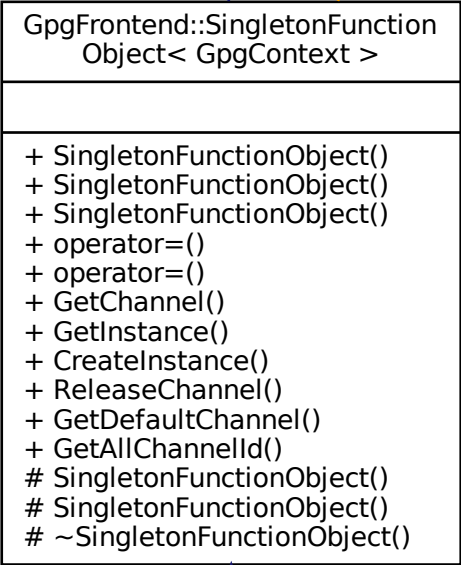 GpgFrontend::SingletonFunction
Object< GpgContext >
+ SingletonFunctionObject()
+ SingletonFunctionObject()
+ SingletonFunctionObject()
+ operator=()
+ operator=()
+ GetChannel()
+ GetInstance()
+ CreateInstance()
+ ReleaseChannel()
+ GetDefaultChannel()
+ GetAllChannelId()
# SingletonFunctionObject()
# SingletonFunctionObject()
# ~SingletonFunctionObject()